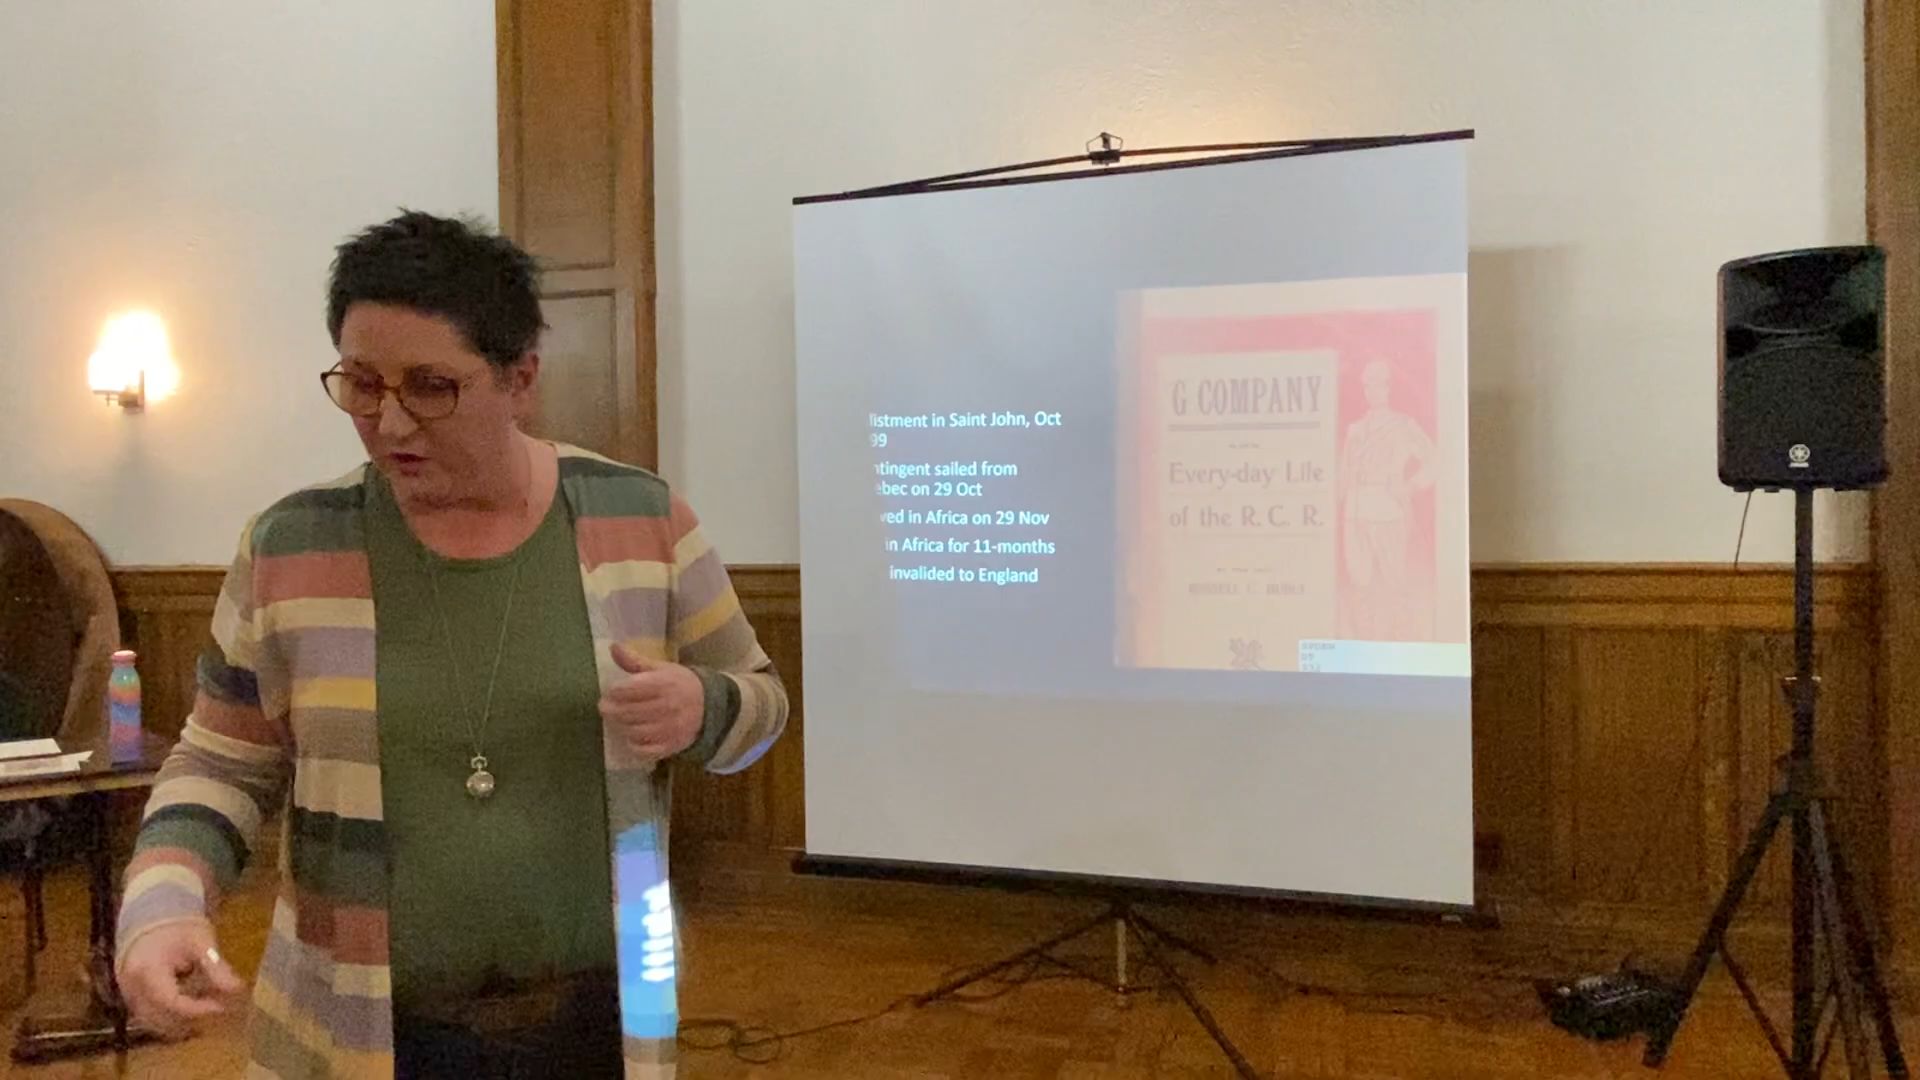 listment in Saint John, Oct
99
tingent sailed from
ebec on 29 Oct
ved in Africa on 29 Nov
in Africa for 11-months
invalided to England
G COMPANY
Every-day Life
of the R. C. R.